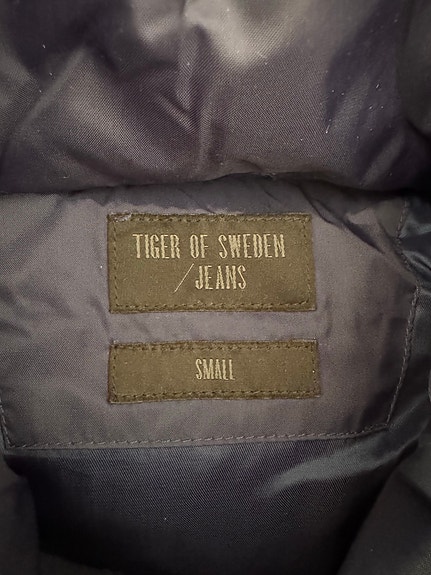 TIGER OF SWEDEN
/JEANS
SMALL